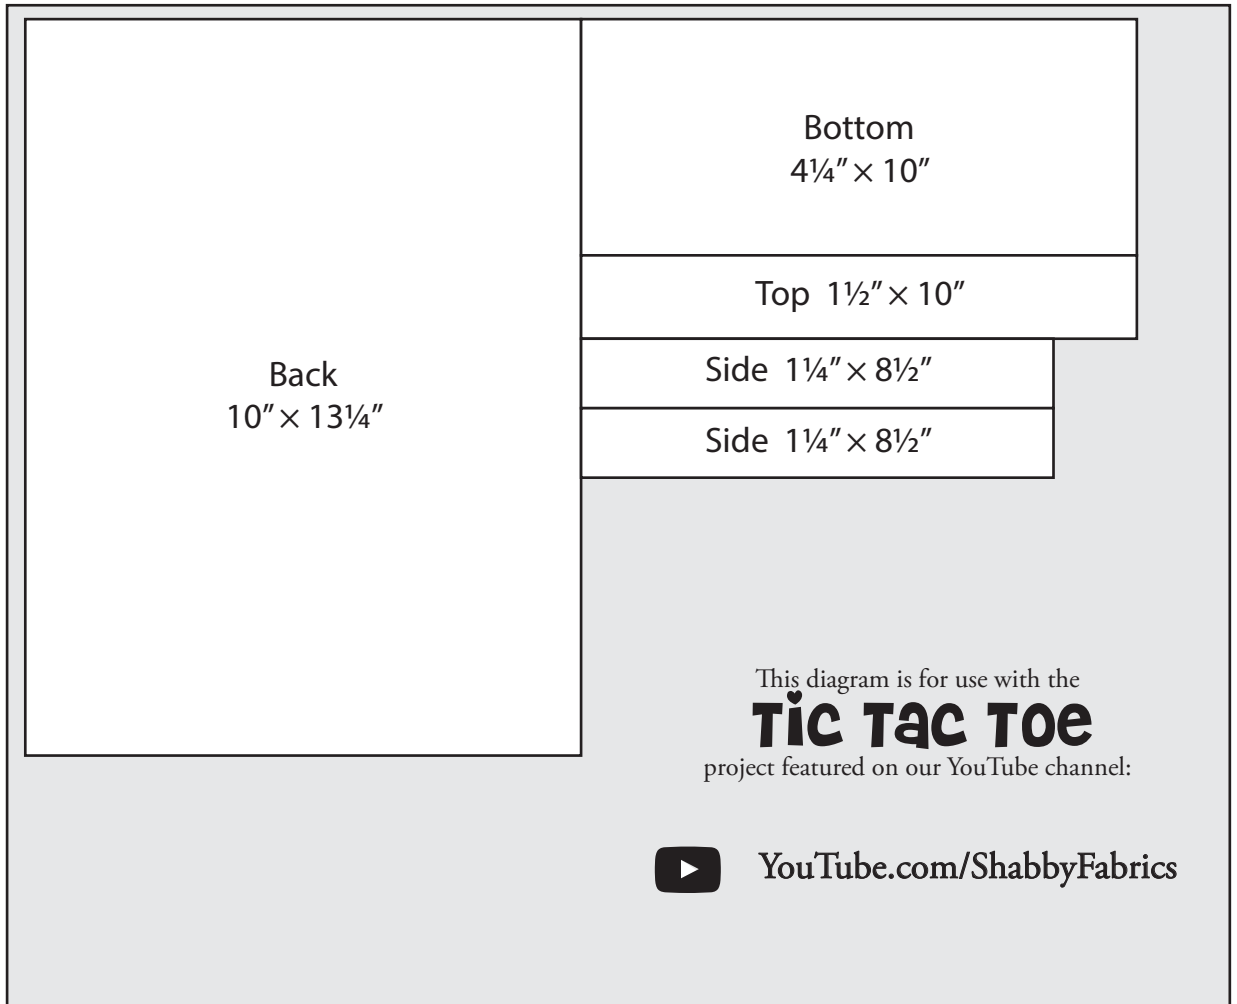 Back
10” × 13¼”
Bottom
4¼” × 10”
Top 1½” × 10”
Side 1¼” × 8½”
Side 1¼” × 8½”
This diagram is for use with the
Tic Tac Toe
project featured on our YouTube channel:
YouTube.com/ShabbyFabrics